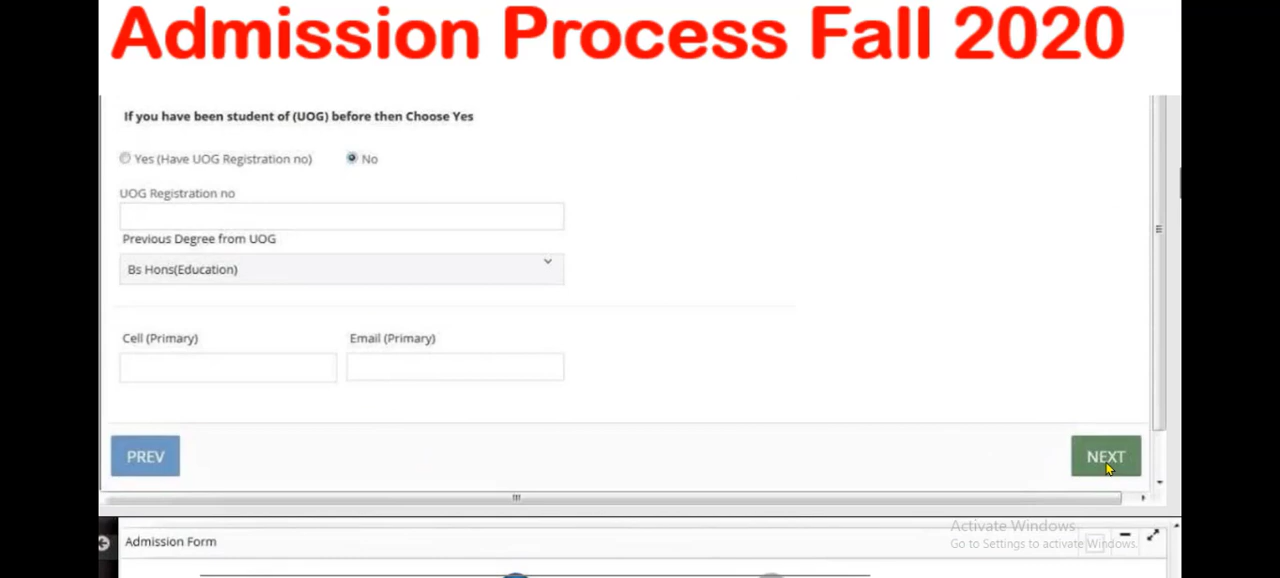 Admission Process Fall 2020
If you have been student of (UOG) before then Choose Yes
Yes (Have UOG Registration no) No
UOG Registration no
Previous Degree from UOG
Bs Hons(Education)
Cell (Primary) Email (Primary)
PREV NEXT
Activate Windows
Go to Settings to activate Windows.
Admission Form